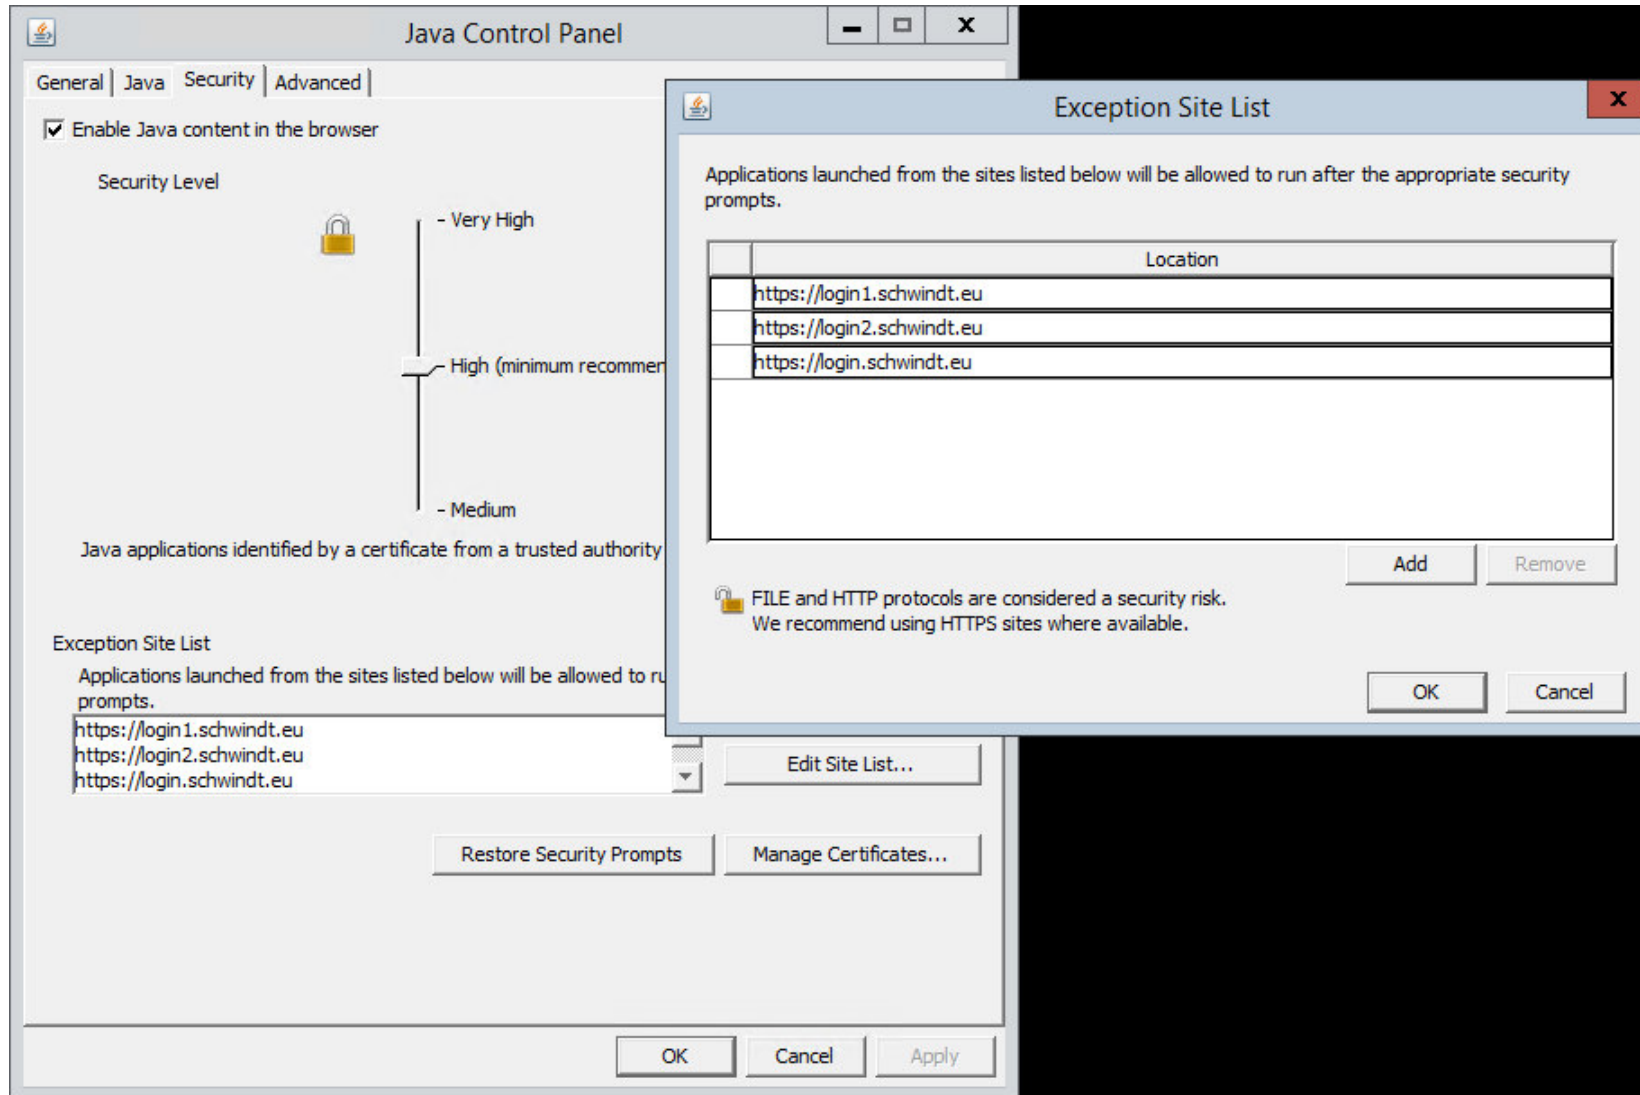 Java Control Panel
General Java Security Advanced
Enable Java content in the browser
Security Level
- Very High
- High (minimum recommen
- Medium
Java applications identified by a certificate from a trusted authority
Exception Site List
Applications launched from the sites listed below will be allowed to ru
prompts.
https://login1.schwindt.eu
https://login2.schwindt.eu
https://login.schwindt.eu
Edit Site List...
Restore Security Prompts
Manage Certificates...
OK
Cancel
Apply
Exception Site List
Applications launched from the sites listed below will be allowed to run after the appropriate security
prompts.
Location
https://login1.schwindt.eu
https://login2.schwindt.eu
https://login.schwindt.eu
Add
Remove
FILE and HTTP protocols are considered a security risk.
We recommend using HTTPS sites where available.
OK
Cancel